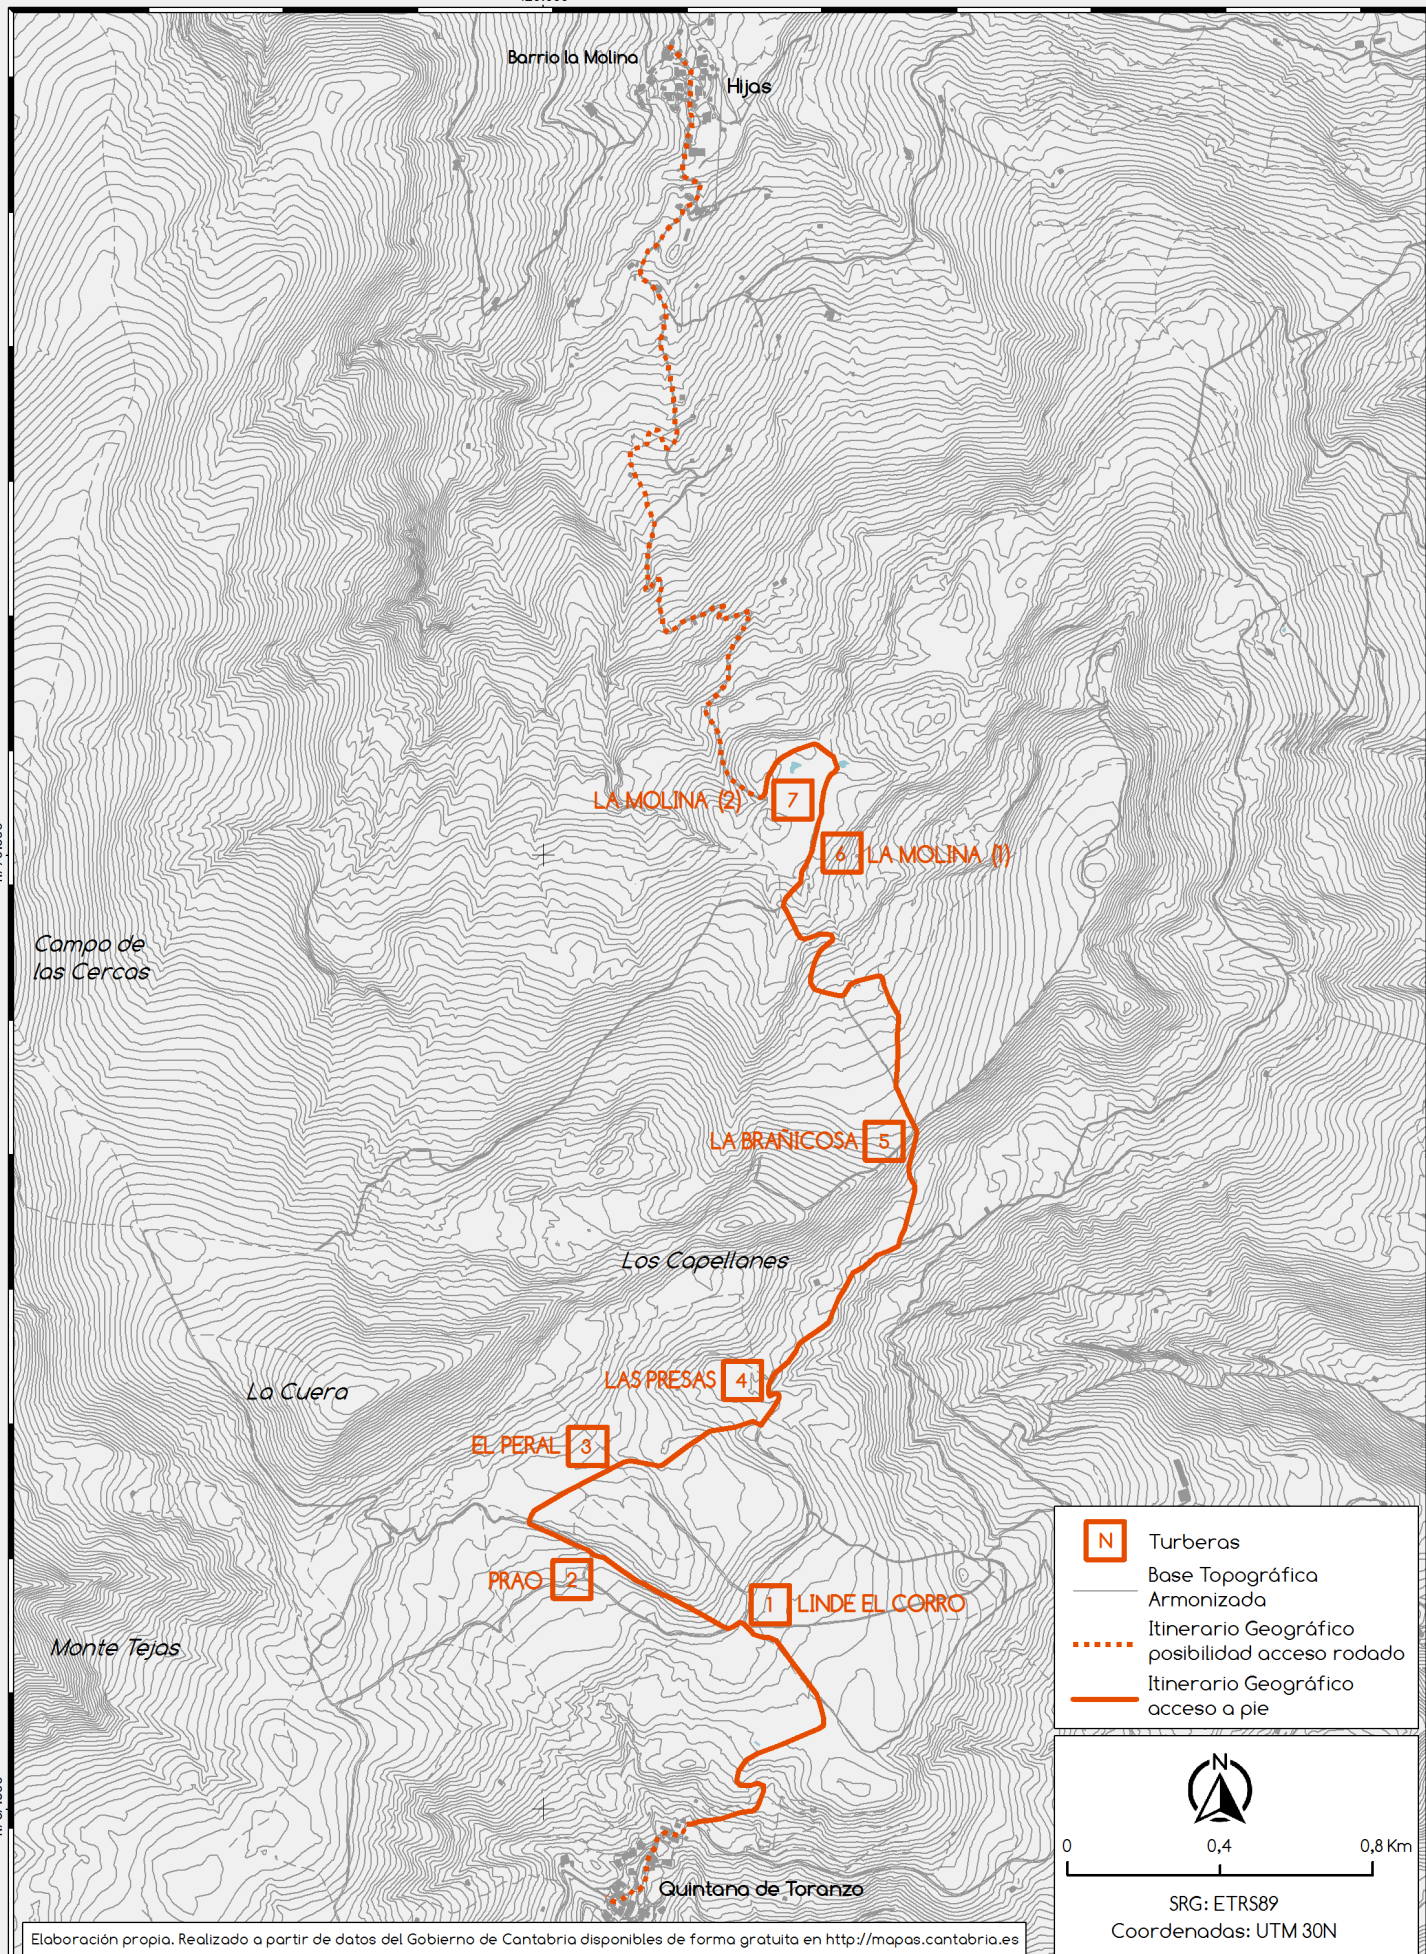 Barrio la Molina
Hijas
LA MOLINA (2)
7
6
LA MOLINA (1)
Campo de
las Cercas
LA BRAÑICOSA
5
Los Capellanes
LAS PRESAS
4
La Cuera
EL PERAL
3
PRAO
2
1
LINDE EL CORRO
Monte Tejas
Quintana de Toranzo
N
Turberas
Base Topográfica
Armonizada
Itinerario Geográfico
posibilidad acceso rodado
Itinerario Geográfico
acceso a pie
N
0
0,4
0,8 Km
SRG: ETRS89
Coordenadas: UTM 30N
Elaboración propia. Realizado a partir de datos del Gobierno de Cantabria disponibles de forma gratuita en http://mapas.cantabria.es